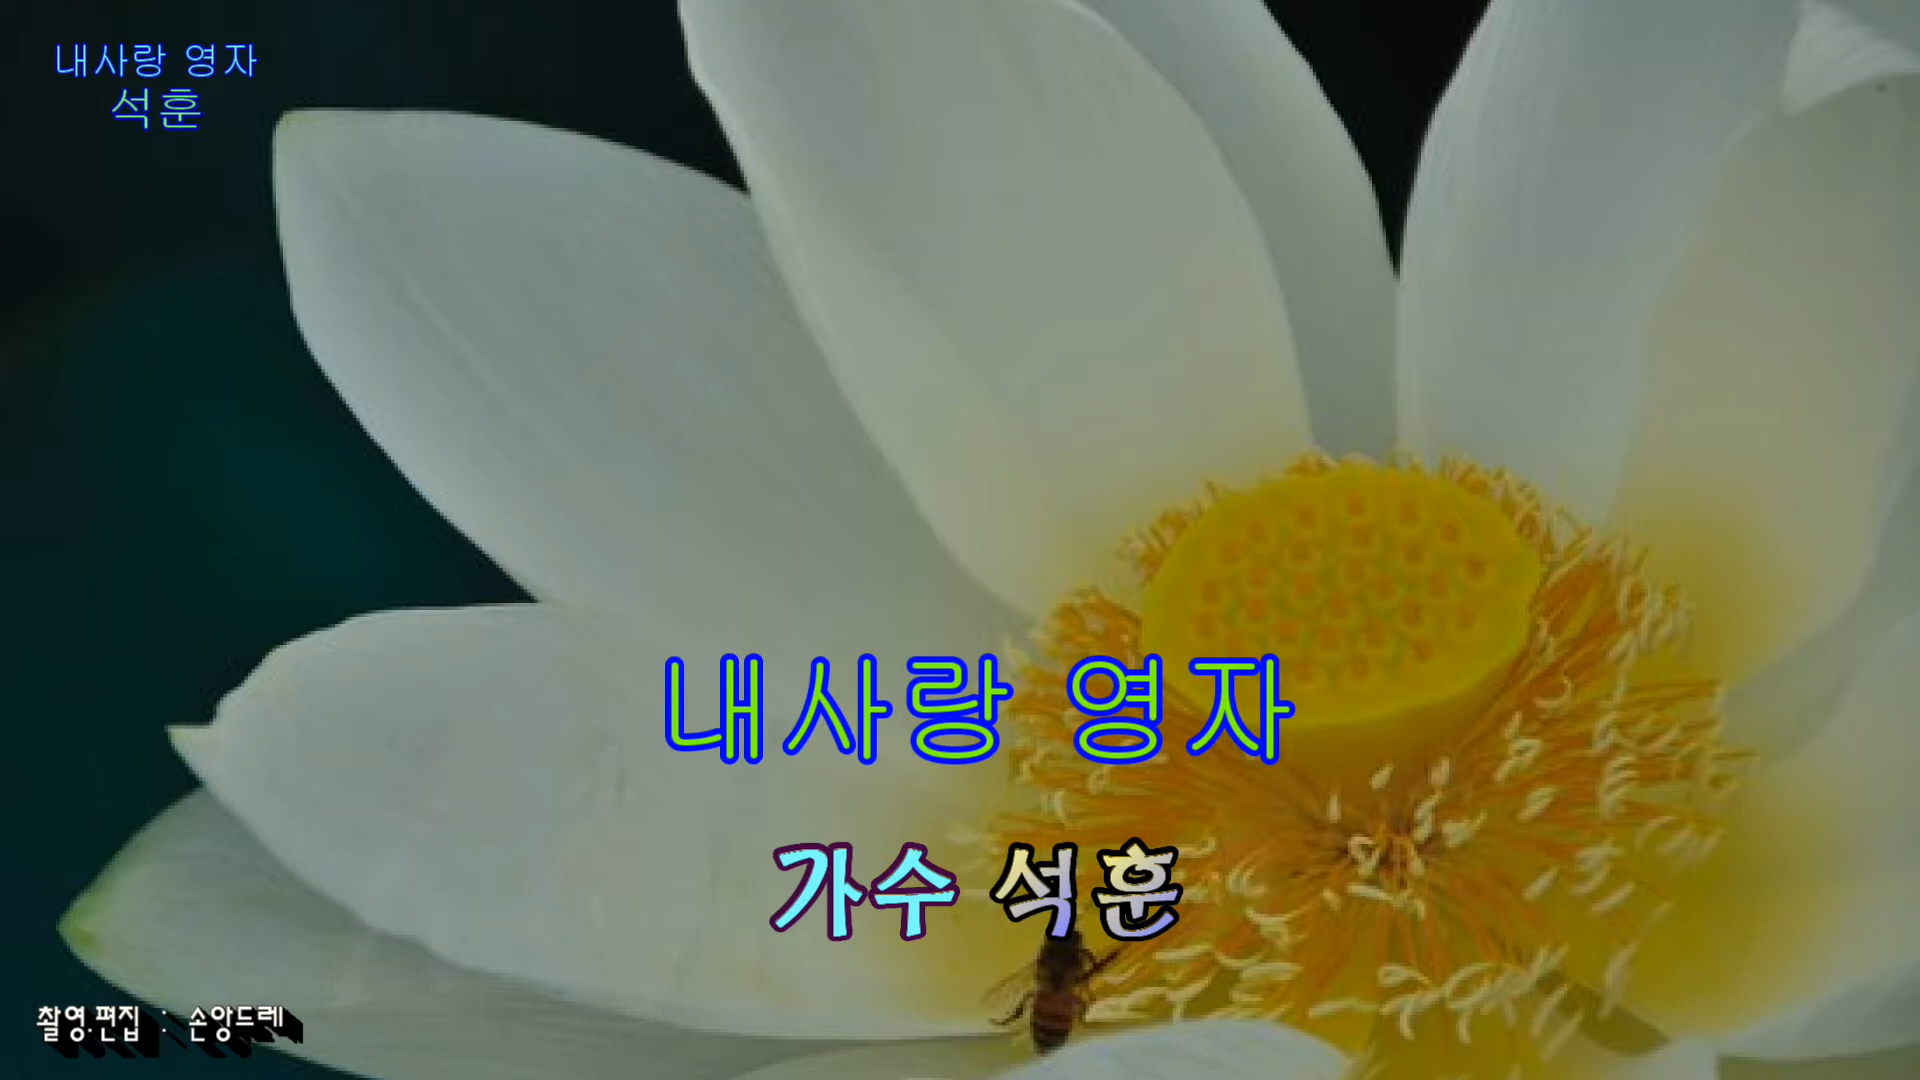 내사랑 영자
석훈
내사랑 영자
가수 석훈
촬영.편집 : 손앙드레